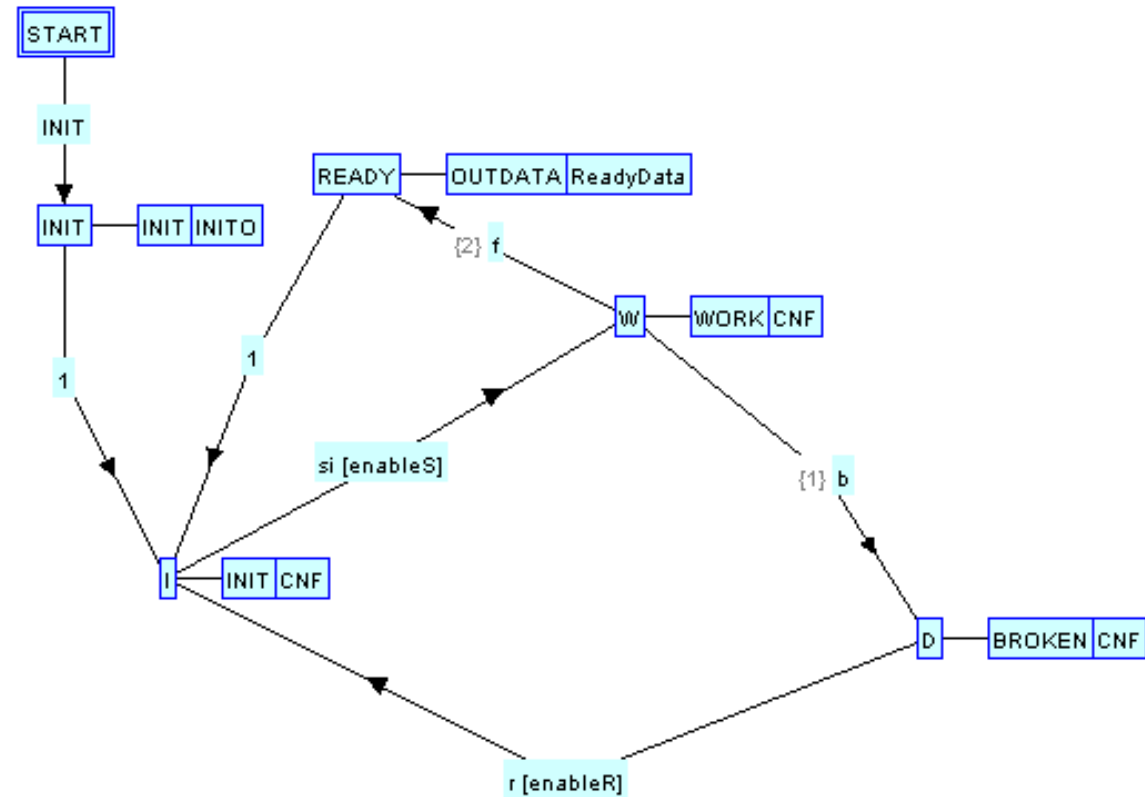 START
INIT
READY OUTDATA ReadyData
INIT INIT INITO
{2} f
W WORK CNF
1
1
si [enableS]
{1} b
I INIT CNF
D BROKEN CNF
r [enableR]